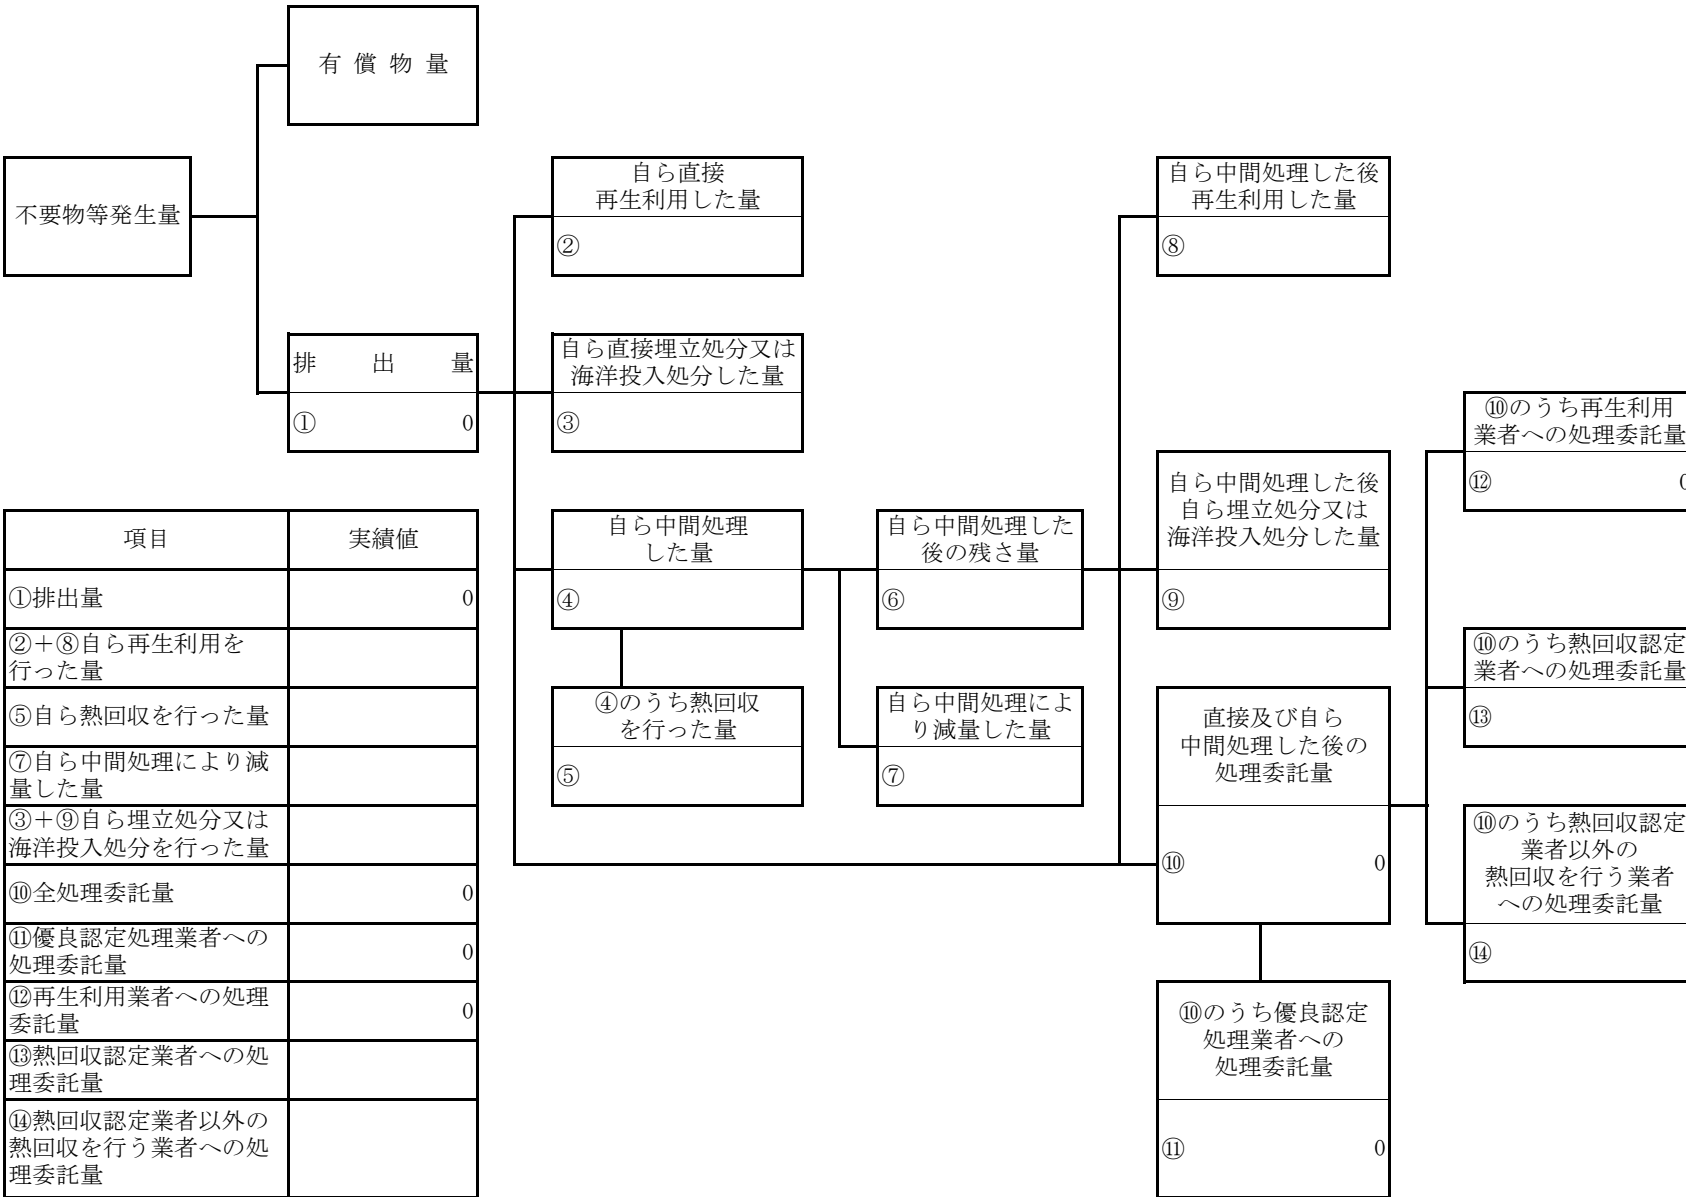 有償物量
不要物等発生量
自ら直接
再生利用した量
②
自ら中間処理した後
再生利用した量
⑧
排出量
① 0
自ら直接埋立処分又は
海洋投入処分した量
③
⑩のうち再生利用
業者への処理委託量
⑫ 0
自ら中間処理した後
自ら埋立処分又は
海洋投入処分した量
⑨
自ら中間処理
した量
④
自ら中間処理した
後の残さ量
⑥
④のうち熱回収
を行った量
⑤
自ら中間処理によ
り減量した量
⑦
直接及び自ら
中間処理した後の
処理委託量
⑩ 0
⑩のうち熱回収認定
業者への処理委託量
⑬
⑩のうち熱回収認定
業者以外の
熱回収を行う業者
への処理委託量
⑭
⑩のうち優良認定
処理業者への
処理委託量
⑪ 0
項目 実績値
①排出量 0
②+⑧自ら再生利用を
行った量
⑤自ら熱回収を行った量
⑦自ら中間処理により減
量した量
③+⑨自ら埋立処分又は
海洋投入処分を行った量
⑩全処理委託量 0
⑪優良認定処理業者への
処理委託量 0
⑫再生利用業者への処理
委託量 0
⑬熱回収認定業者への処
理委託量
⑭熱回収認定業者以外の
熱回収を行う業者への処
理委託量